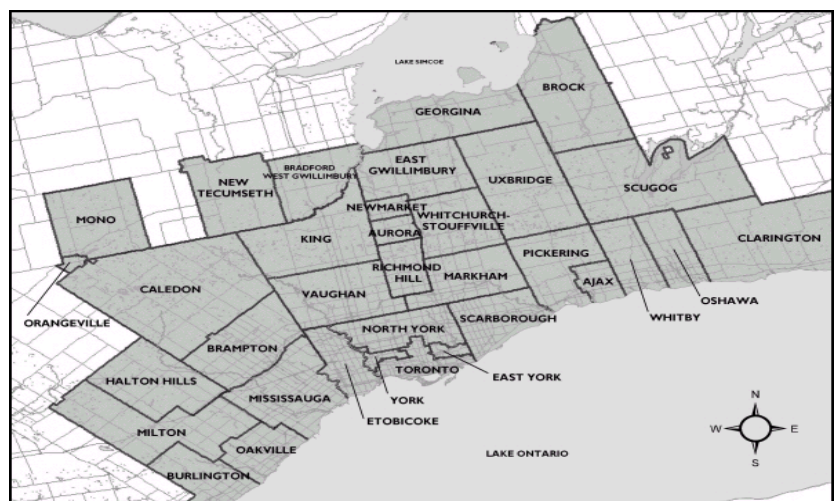 LAKE SIMCOE
BROCK
GEORGINA
BRADFORD
WEST GWILLIMBURY
EAST
GWILLIMBURY
NEW
TECUMSETH
UXBRIDGE
SCUGOG
MONO
NEWMARKET
WHITCHURCH-
STOUFFVILLE
KING
AURORA
CLARINGTON
PICKERING
RICHMOND
HILL
MARKHAM
AJAX
CALEDON
VAUGHAN
OSHAWA
ORANGEVILLE
WHITBY
SCARBOROUGH
NORTH YORK
BRAMPTON
TORONTO
EAST YORK
HALTON HILLS
MISSISSAUGA
YORK
ETOBICOKE
N
W
E
S
MILTON
OAKVILLE
LAKE ONTARIO
BURLINGTON